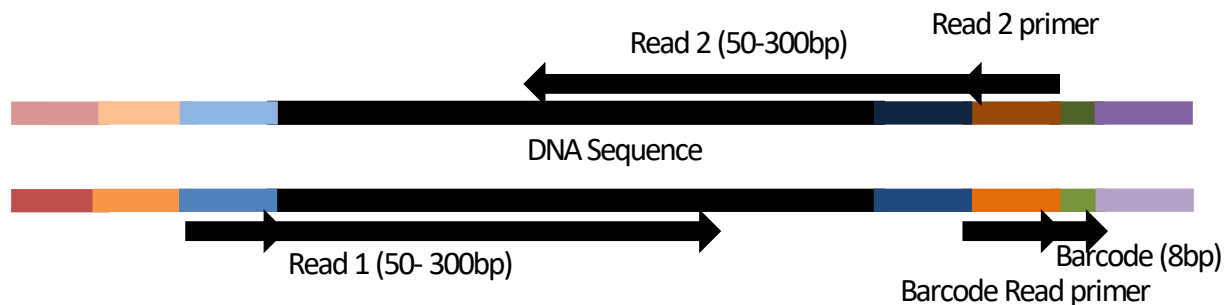 Read 2 primer
Read 2 (50-300bp)
DNA Sequence
Read 1 (50- 300bp)
Barcode (8bp)
Barcode Read primer